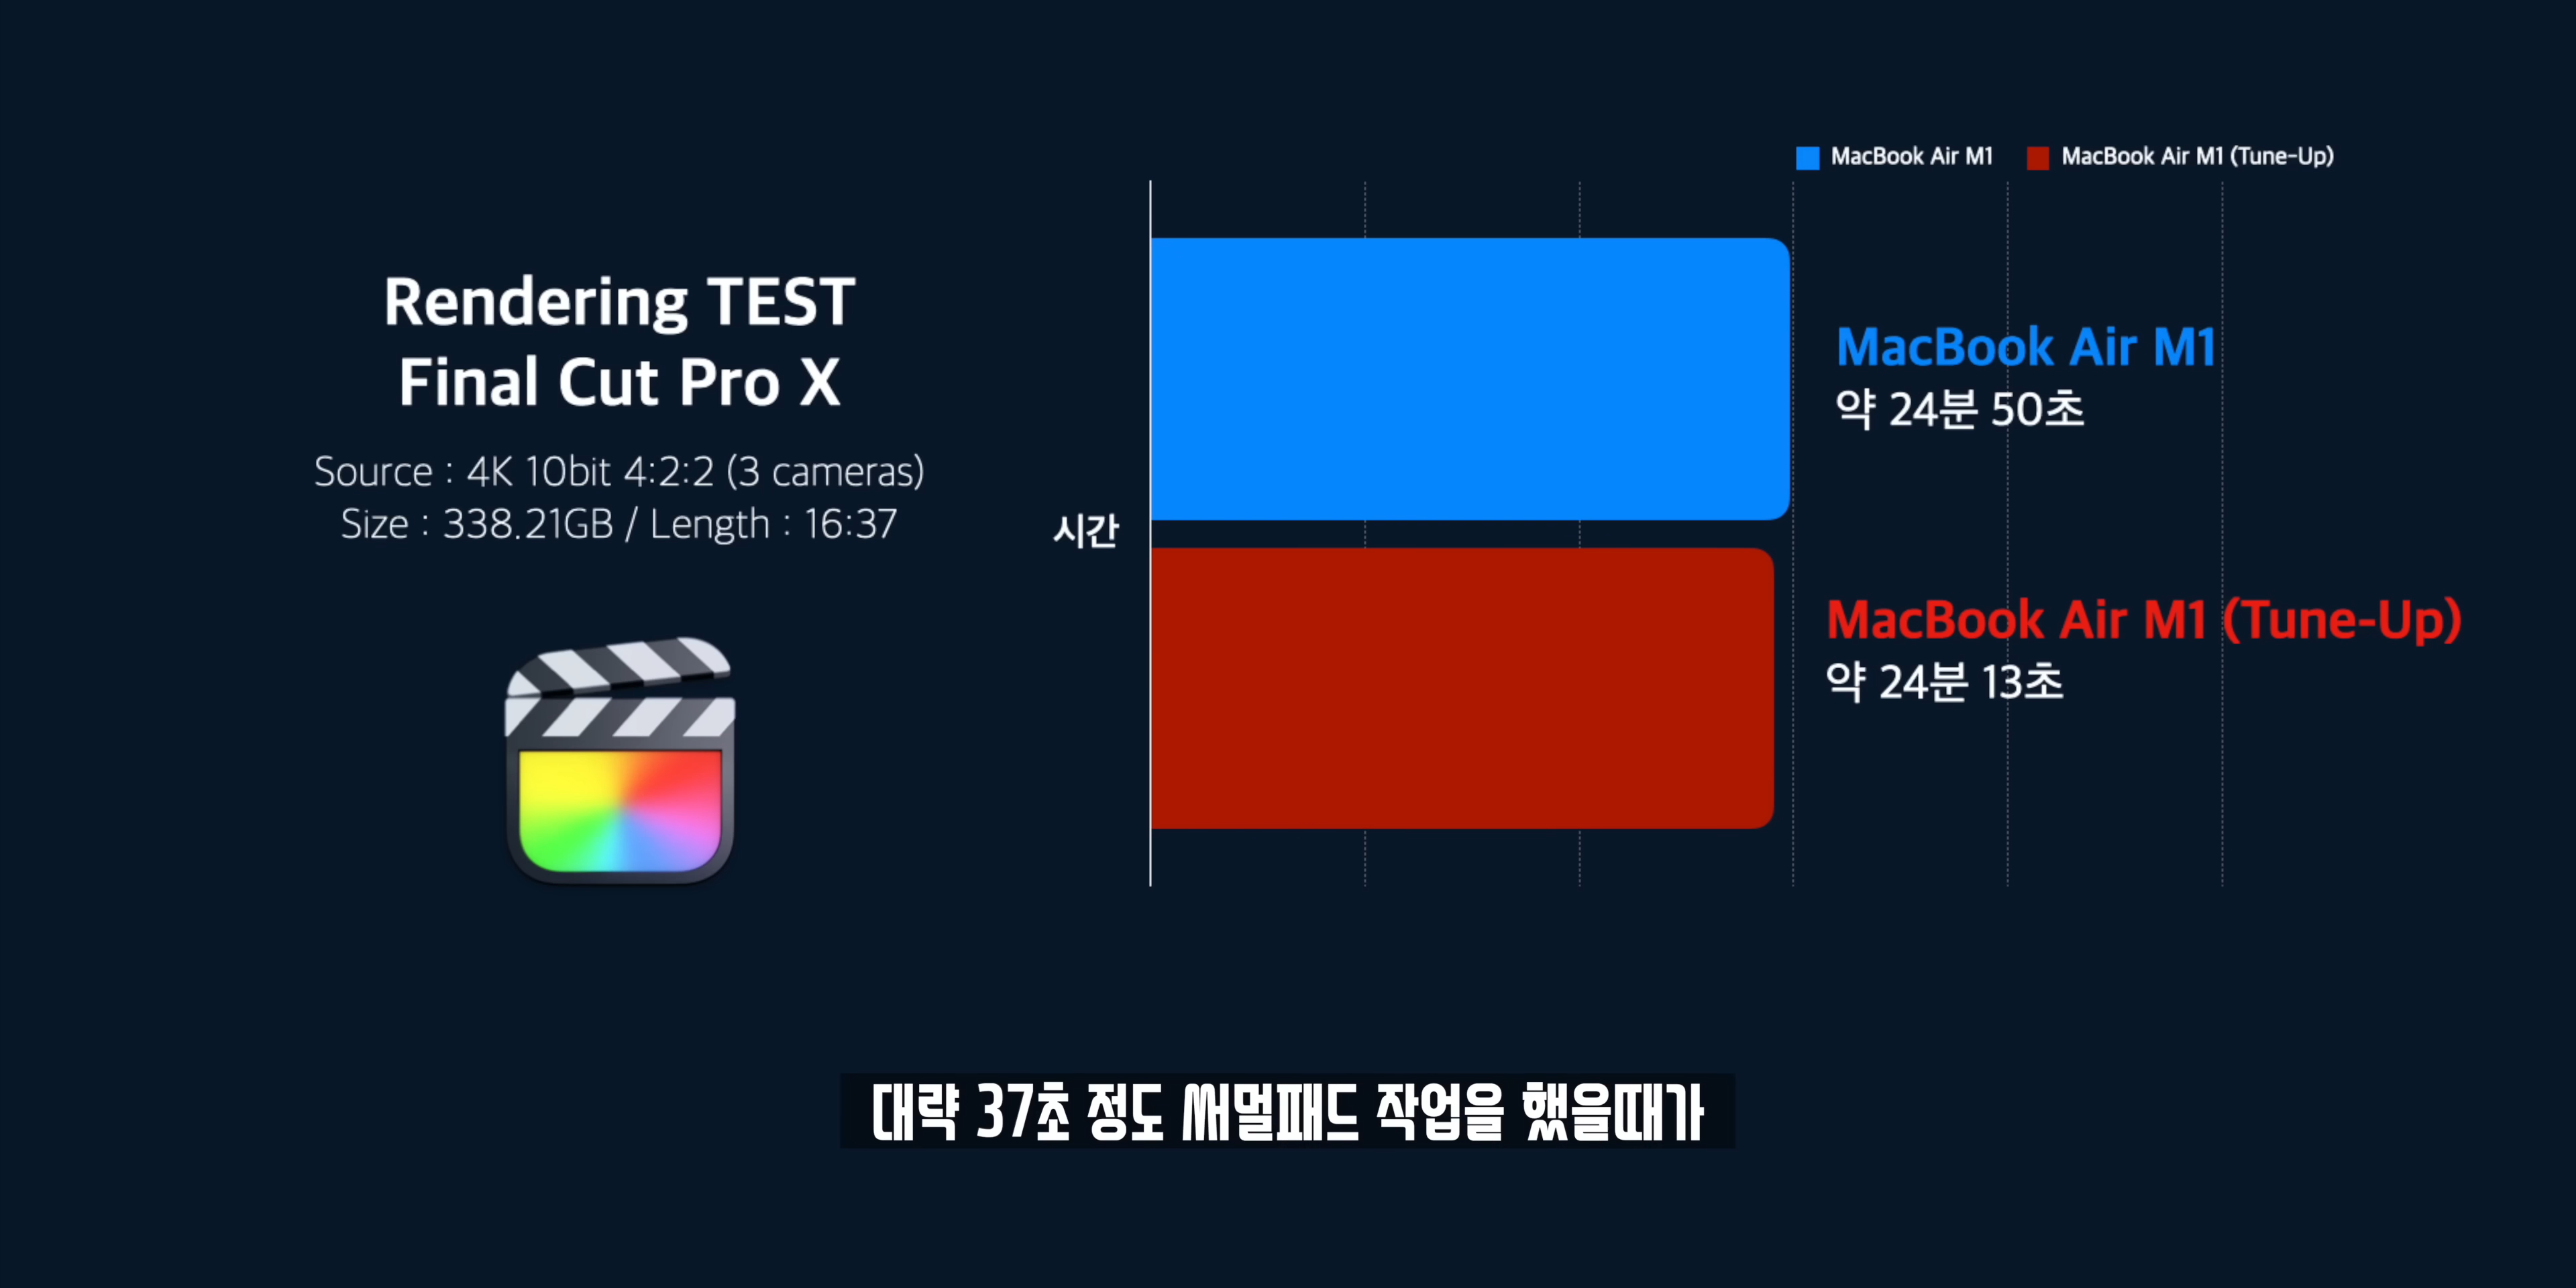 MacBook Air M1
MacBook Air M1 (Tune-Up)
Rendering TEST
Final Cut Pro X
Source : 4K 10bit 4:2:2 (3 cameras)
Size : 338.21GB / Length : 16:37
시간
MacBook Air M1
약 24분 50초
MacBook Air M1 (Tune-Up)
약 24분 13초
대략 37초 정도 써멀패드 작업을 했을때가